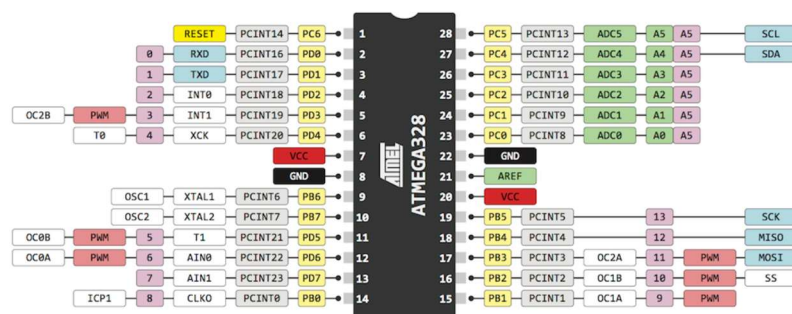 RESET PCINT14 PC6 1 28 PC5 PCINT13 ADC5 A5 A5 SCL
0 RXD PCINT16 PD0 2 27 PC4 PCINT12 ADC4 A4 A5 SDA
1 TXD PCINT17 PD1 3 26 PC3 PCINT11 ADC3 A3 A5
2 INT0 PCINT18 PD2 4 25 PC2 PCINT10 ADC2 A2 A5
OC2B PWM 3 INT1 PCINT19 PD3 5 24 PC1 PCINT9 ADC1 A1 A5
T0 4 XCK PCINT20 PD4 6 23 PC0 PCINT8 ADC0 A0 A5
VCC 7 22 GND
GND 8 21 AREF
OSC1 XTAL1 PCINT6 PB6 9 20 VCC
OSC2 XTAL2 PCINT7 PB7 10 19 PB5 PCINT5 13 SCK
OC0B PWM 5 T1 PCINT21 PD5 11 18 PB4 PCINT4 12 MISO
OC0A PWM 6 AIN0 PCINT22 PD6 12 17 PB3 PCINT3 OC2A 11 PWM MOSI
7 AIN1 PCINT23 PD7 13 16 PB2 PCINT2 OC1B 10 PWM SS
ICP1 8 CLKO PCINT0 PB0 14 15 PB1 PCINT1 OC1A 9 PWM
ATMEL
ATMEGA328